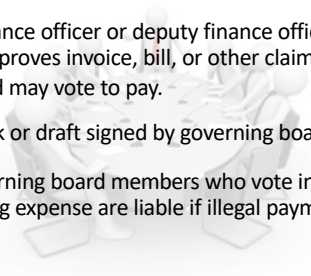 ance officer or deputy finance offic
proves invoice, bill, or other claim
d may vote to pay.
k or draft signed by governing boa
rning board members who vote in
g expense are liable if illegal paym